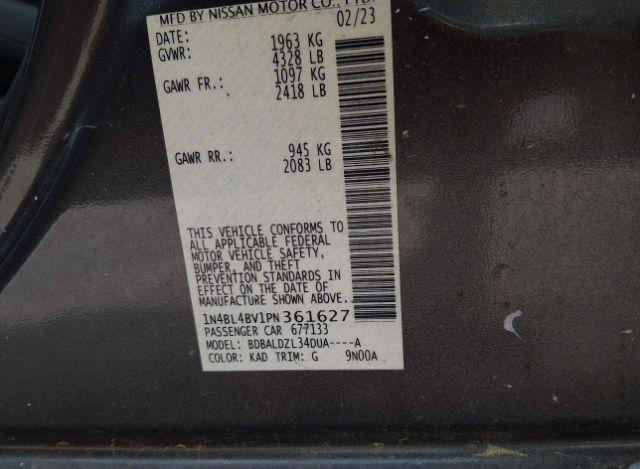 MFD BY NISSAN MOTOR CO., LTD.
DATE: 02/23
GVWR: 1963 KG
4328 LB
GAWR FR.: 1097 KG
2418 LB
GAWR RR.: 945 KG
2083 LB
THIS VEHICLE CONFORMS TO
ALL APPLICABLE FEDERAL
MOTOR VEHICLE SAFETY,
BUMPER, AND THEFT
PREVENTION STANDARDS IN
EFFECT ON THE DATE OF
MANUFACTURE SHOWN ABOVE.
1N4BL4BV1PN361627
PASSENGER CAR 677133
MODEL: BDBALDZL34DUA----A
COLOR: KAD TRIM: G 9N00A